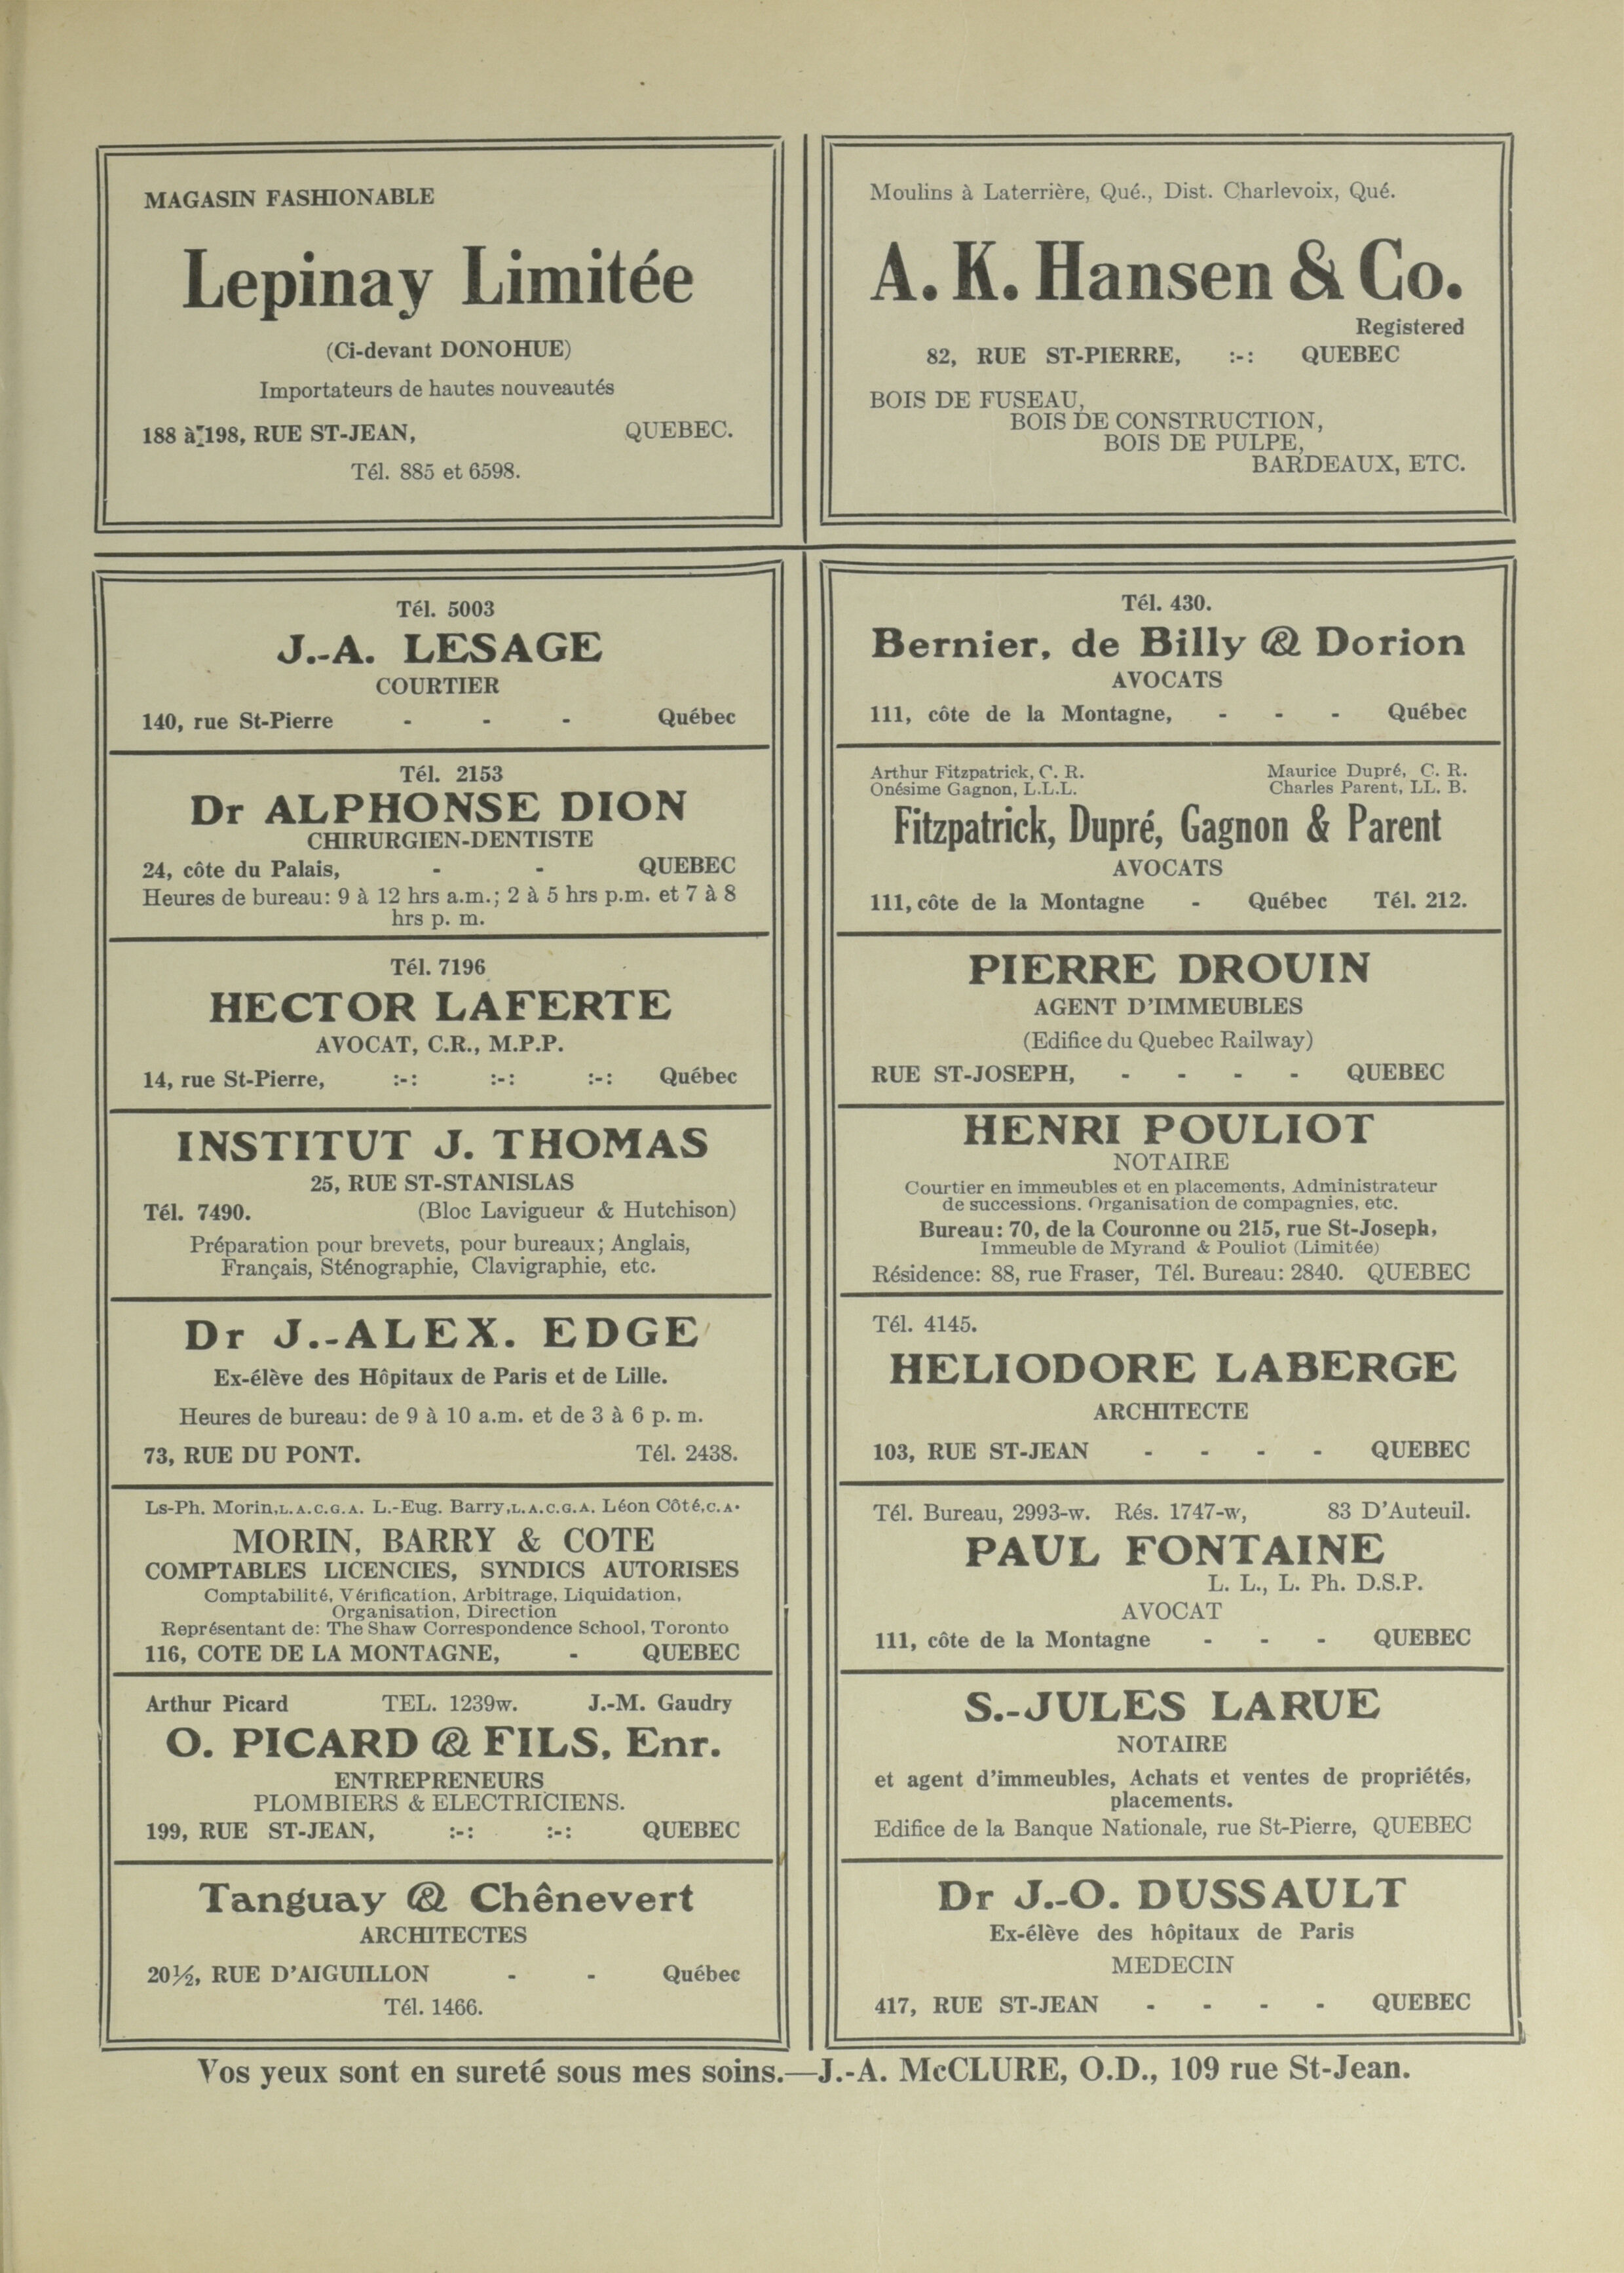 MAGASIN FASHIONABLE
Lepinay Limitée
(Ci-devant DONOHUE)
Importateurs de hautes nouveautés
188 à 198, RUE ST-JEAN, QUEBEC.
Tél. 885 et 6598.
Moulins à Laterrière, Qué., Dist. Charlevoix, Qué.
A. K. Hansen & Co.
Registered
82, RUE ST-PIERRE, :-: QUEBEC
BOIS DE FUSEAU,
BOIS DE CONSTRUCTION,
BOIS DE PULPE,
BARDEAUX, ETC.
Tél. 5003
J.-A. LESAGE
COURTIER
140, rue St-Pierre - - - Québec
Tél. 2153
Dr ALPHONSE DION
CHIRURGIEN-DENTISTE
24, côte du Palais, - - QUEBEC
Heures de bureau: 9 à 12 hrs a.m.; 2 à 5 hrs p.m. et 7 à 8
hrs p. m.
Tél. 7196
HECTOR LAFERTE
AVOCAT, C.R., M.P.P.
14, rue St-Pierre, :-: :-: :-: Québec
INSTITUT J. THOMAS
25, RUE ST-STANISLAS
Tél. 7490. (Bloc Lavigueur & Hutchison)
Préparation pour brevets, pour bureaux; Anglais,
Français, Sténographie, Clavigraphie, etc.
Dr J.-ALEX. EDGE
Ex-élève des Hôpitaux de Paris et de Lille.
Heures de bureau: de 9 à 10 a.m. et de 3 à 6 p. m.
73, RUE DU PONT. Tél. 2438.
Ls-Ph. Morin,L.A.C.G.A. L.-Eug. Barry,L.A.C.G.A. Léon Côté,C.A.
MORIN, BARRY & COTE
COMPTABLES LICENCIES, SYNDICS AUTORISES
Comptabilité, Vérification, Arbitrage, Liquidation,
Organisation, Direction
Représentant de: The Shaw Correspondence School, Toronto
116, COTE DE LA MONTAGNE, - QUEBEC
Arthur Picard TEL. 1239w. J.-M. Gaudry
O. PICARD & FILS, Enr.
ENTREPRENEURS
PLOMBIERS & ELECTRICIENS.
199, RUE ST-JEAN, :-: :-: QUEBEC
Tanguay & Chênevert
ARCHITECTES
20½, RUE D'AIGUILLON - - Québec
Tél. 1466.
Tél. 430.
Bernier, de Billy & Dorion
AVOCATS
111, côte de la Montagne, - - - Québec
Arthur Fitzpatrick, C. R. Maurice Dupré, C. R.
Onésime Gagnon, L.L.L. Charles Parent, LL. B.
Fitzpatrick, Dupré, Gagnon & Parent
AVOCATS
111, côte de la Montagne - Québec Tél. 212.
PIERRE DROUIN
AGENT D'IMMEUBLES
(Edifice du Quebec Railway)
RUE ST-JOSEPH, - - - - QUEBEC
HENRI POULIOT
NOTAIRE
Courtier en immeubles et en placements, Administrateur
de successions. Organisation de compagnies, etc.
Bureau: 70, de la Couronne ou 215, rue St-Joseph,
Immeuble de Myrand & Pouliot (Limitée)
Résidence: 88, rue Fraser, Tél. Bureau: 2840. QUEBEC
Tél. 4145.
HELIODORE LABERGE
ARCHITECTE
103, RUE ST-JEAN - - - - QUEBEC
Tél. Bureau, 2993-w. Rés. 1747-w, 83 D'Auteuil.
PAUL FONTAINE
L. L., L. Ph. D.S.P.
AVOCAT
111, côte de la Montagne - - - QUEBEC
S.-JULES LARUE
NOTAIRE
et agent d'immeubles, Achats et ventes de propriétés,
placements.
Edifice de la Banque Nationale, rue St-Pierre, QUEBEC
Dr J.-O. DUSSAULT
Ex-élève des hôpitaux de Paris
MEDECIN
417, RUE ST-JEAN - - - - QUEBEC
Vos yeux sont en sureté sous mes soins.—J.-A. McCLURE, O.D., 109 rue St-Jean.